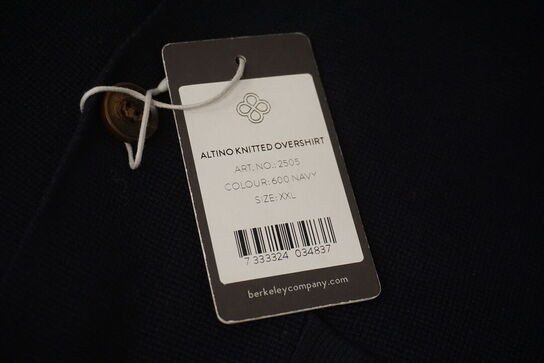 ALTINO KNITTED OVERSHIRT
ART. NO.: 2505
COLOUR: 600 NAVY
SIZE: XXL
7 333324 034837
berkeleycompany.com